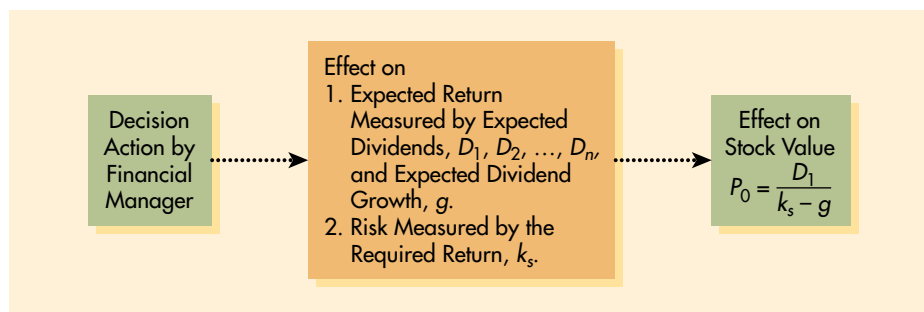 Decision
Action by
Financial
Manager
Effect on
1. Expected Return
Measured by Expected
Dividends, D₁, D₂, …, Dₙ,
and Expected Dividend
Growth, g.
2. Risk Measured by the
Required Return, kₛ.
Effect on
Stock Value
P₀ = D₁ / (kₛ − g)